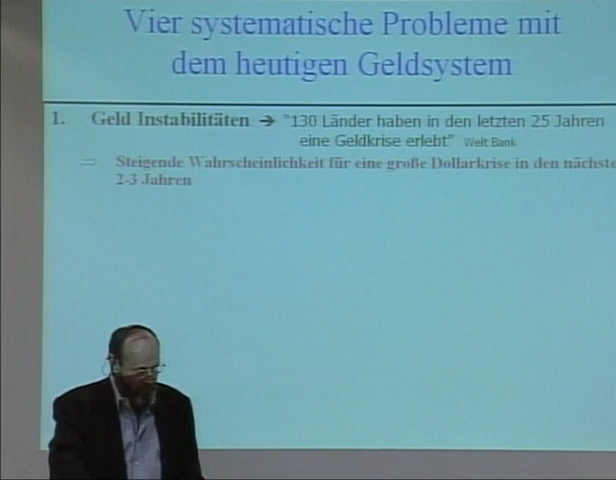 Vier systematische Probleme mit
dem heutigen Geldsystem
1. Geld Instabilitäten ➔ "130 Länder haben in den letzten 25 Jahren
eine Geldkrise erlebt" Welt Bank
⇒ Steigende Wahrscheinlichkeit für eine große Dollarkrise in den nächste
2-3 Jahren